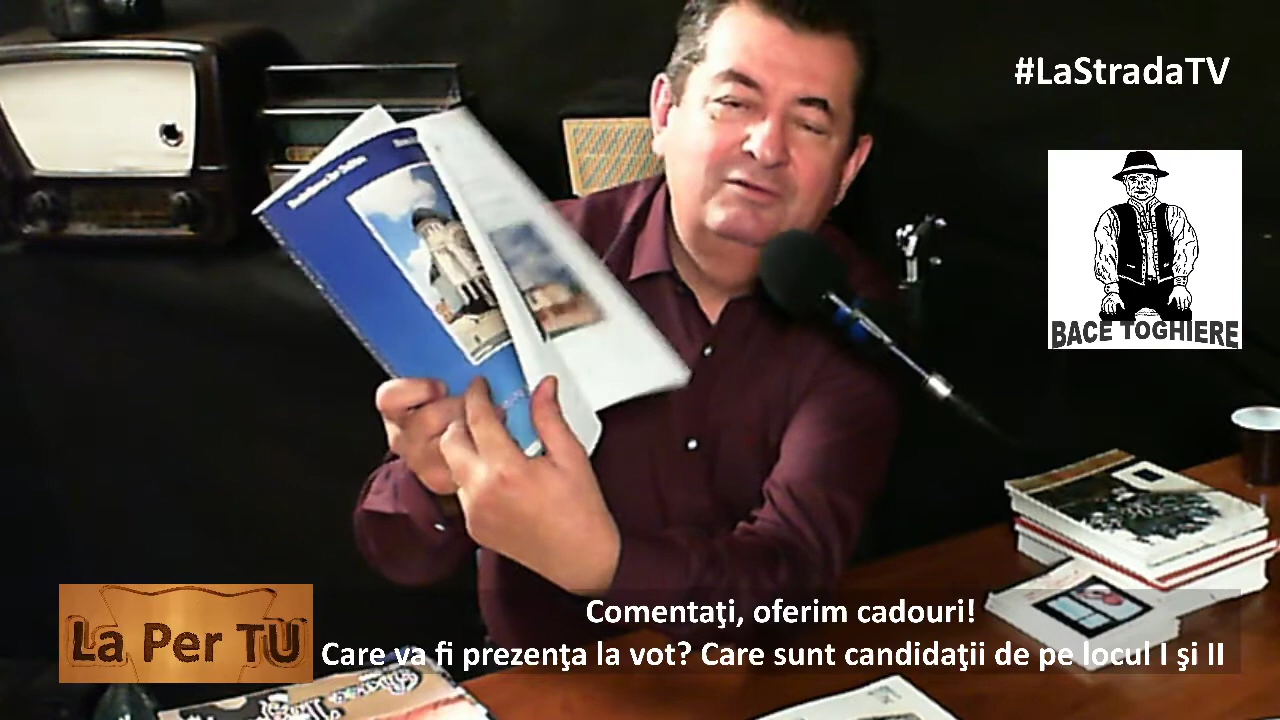 #LaStradaTV
BACE TOGHIERE
La Per TU
Comentaţi, oferim cadouri!
Care va fi prezenţa la vot? Care sunt candidaţii de pe locul I şi II